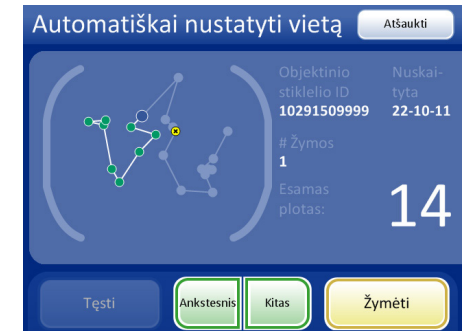 Automatiškai nustatyti vietą
Atšaukti
Objektinio
stiklelio ID
10291509999
Nuskai-
tyta
22-10-11
# Žymos
1
Esamas
plotas:
14
Tęsti
Ankstesnis
Kitas
Žymėti